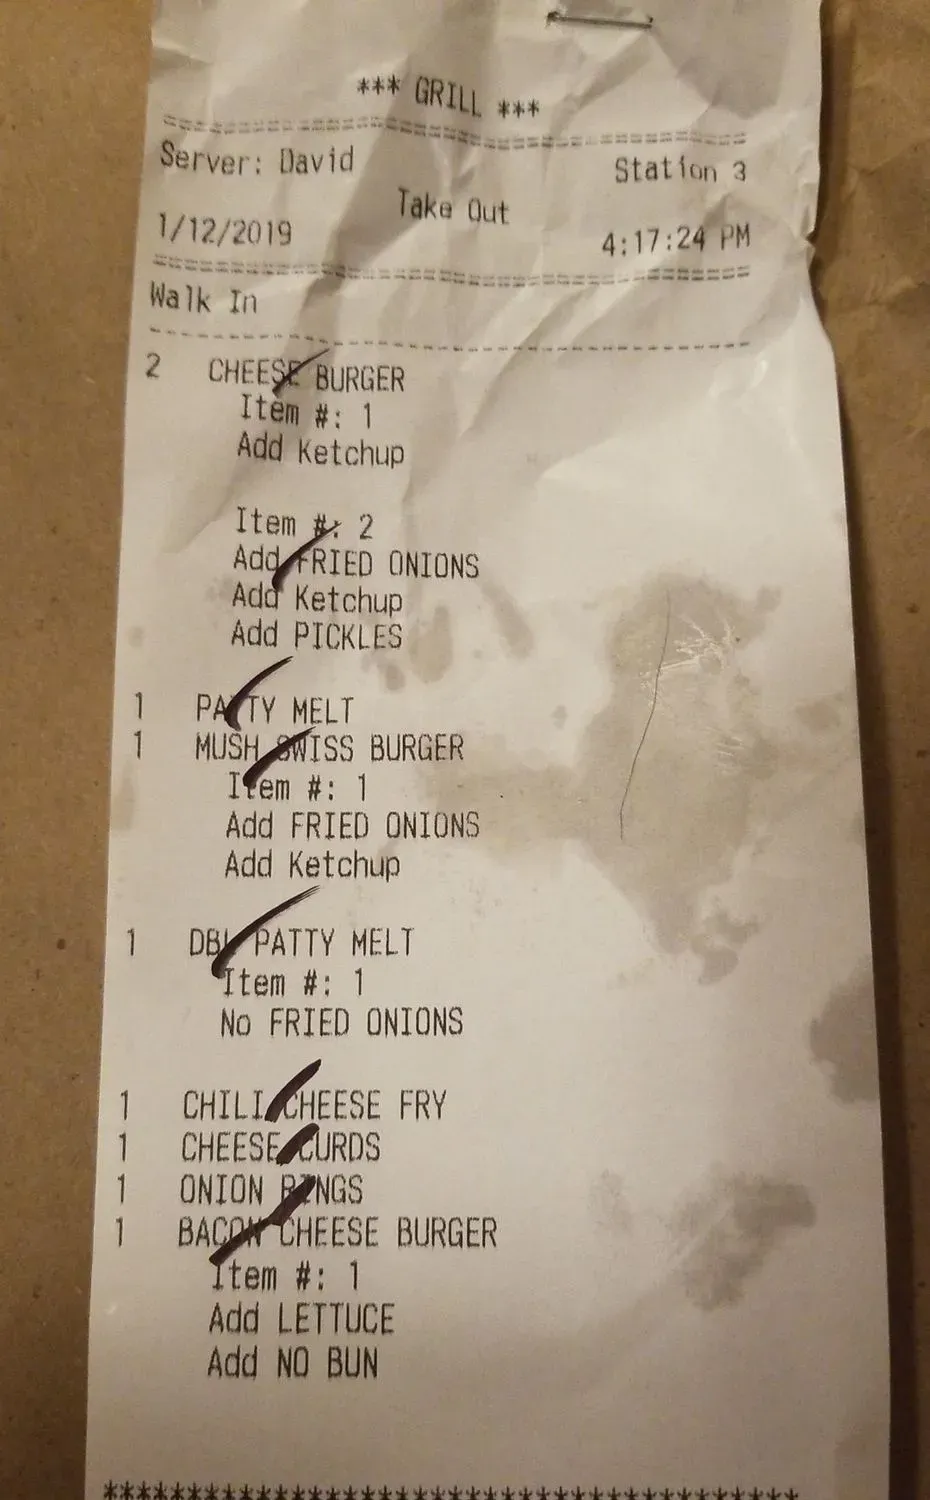 *** GRILL ***
Server: David Station 3
Take Out
1/12/2019 4:17:24 PM
Walk In
2 CHEESE BURGER
Item #: 1
Add Ketchup
Item #: 2
Add FRIED ONIONS
Add Ketchup
Add PICKLES
1 PATTY MELT
1 MUSH SWISS BURGER
Item #: 1
Add FRIED ONIONS
Add Ketchup
1 DBL PATTY MELT
Item #: 1
No FRIED ONIONS
1 CHILI CHEESE FRY
1 CHEESE CURDS
1 ONION RINGS
1 BACON CHEESE BURGER
Item #: 1
Add LETTUCE
Add NO BUN